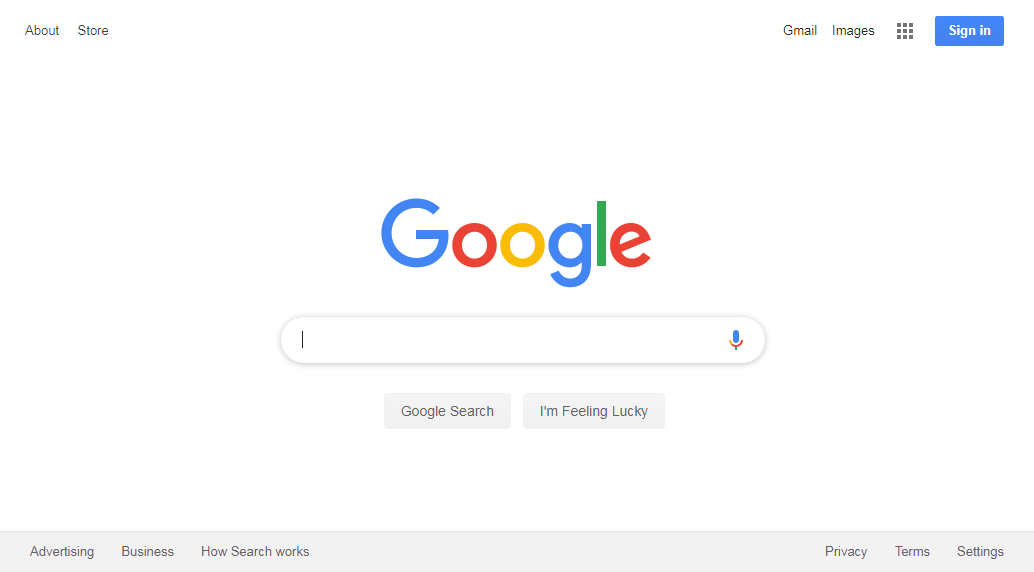 About Store Gmail Images Sign in
Google
Google Search I'm Feeling Lucky
Advertising Business How Search works Privacy Terms Settings